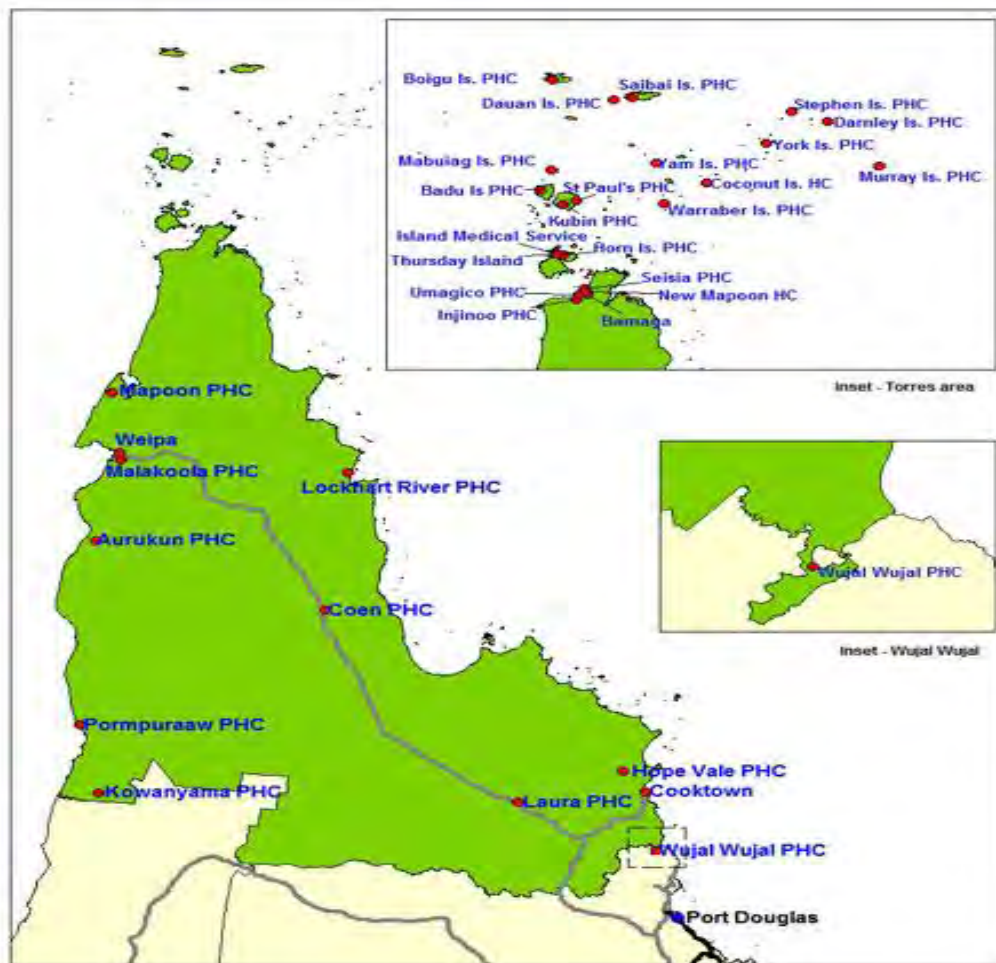 Boigu Is. PHC
Saibai Is. PHC
Dauan Is. PHC
Stephen Is. PHC
Darnley Is. PHC
York Is. PHC
Mabuiag Is. PHC
Yam Is. PHC
Murray Is. PHC
Badu Is PHC
St Paul's PHC
Coconut Is. HC
Kubin PHC
Warraber Is. PHC
Island Medical Service
Horn Is. PHC
Thursday Island
Seisia PHC
Umagico PHC
New Mapoon HC
Injinoo PHC
Bamaga
Inset - Torres area
Mapoon PHC
Weipa
Malakoola PHC
Lockhart River PHC
Aurukun PHC
Wujal Wujal PHC
Coen PHC
Inset - Wujal Wujal
Pormpuraaw PHC
Hope Vale PHC
Kowanyama PHC
Cooktown
Laura PHC
Wujal Wujal PHC
Port Douglas